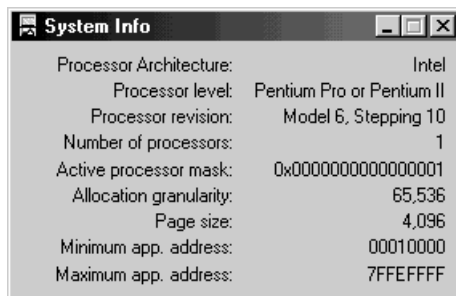 System Info
Processor Architecture: Intel
Processor level: Pentium Pro or Pentium II
Processor revision: Model 6, Stepping 10
Number of processors: 1
Active processor mask: 0x0000000000000001
Allocation granularity: 65,536
Page size: 4,096
Minimum app. address: 00010000
Maximum app. address: 7FFEFFFF